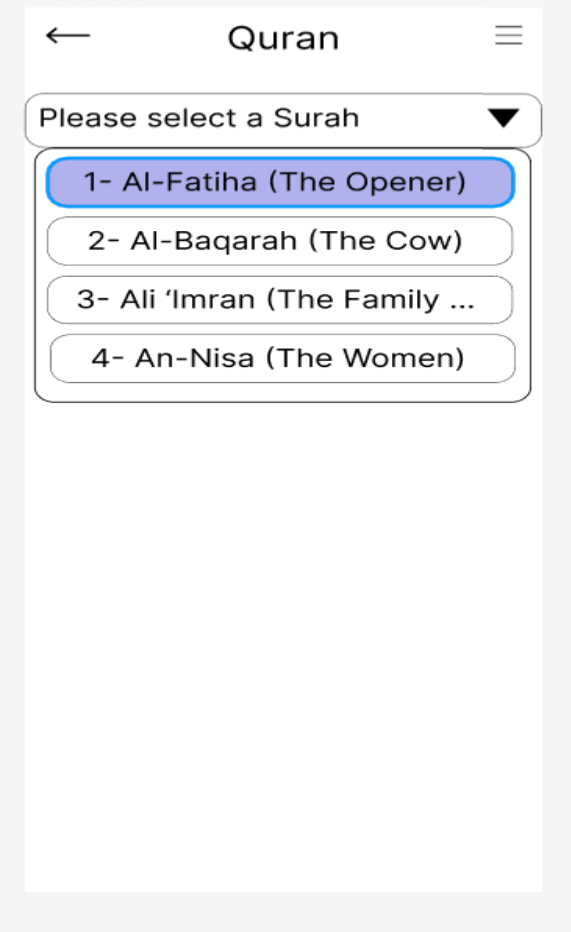 Quran
Please select a Surah
1- Al-Fatiha (The Opener)
2- Al-Baqarah (The Cow)
3- Ali ‘Imran (The Family ...
4- An-Nisa (The Women)